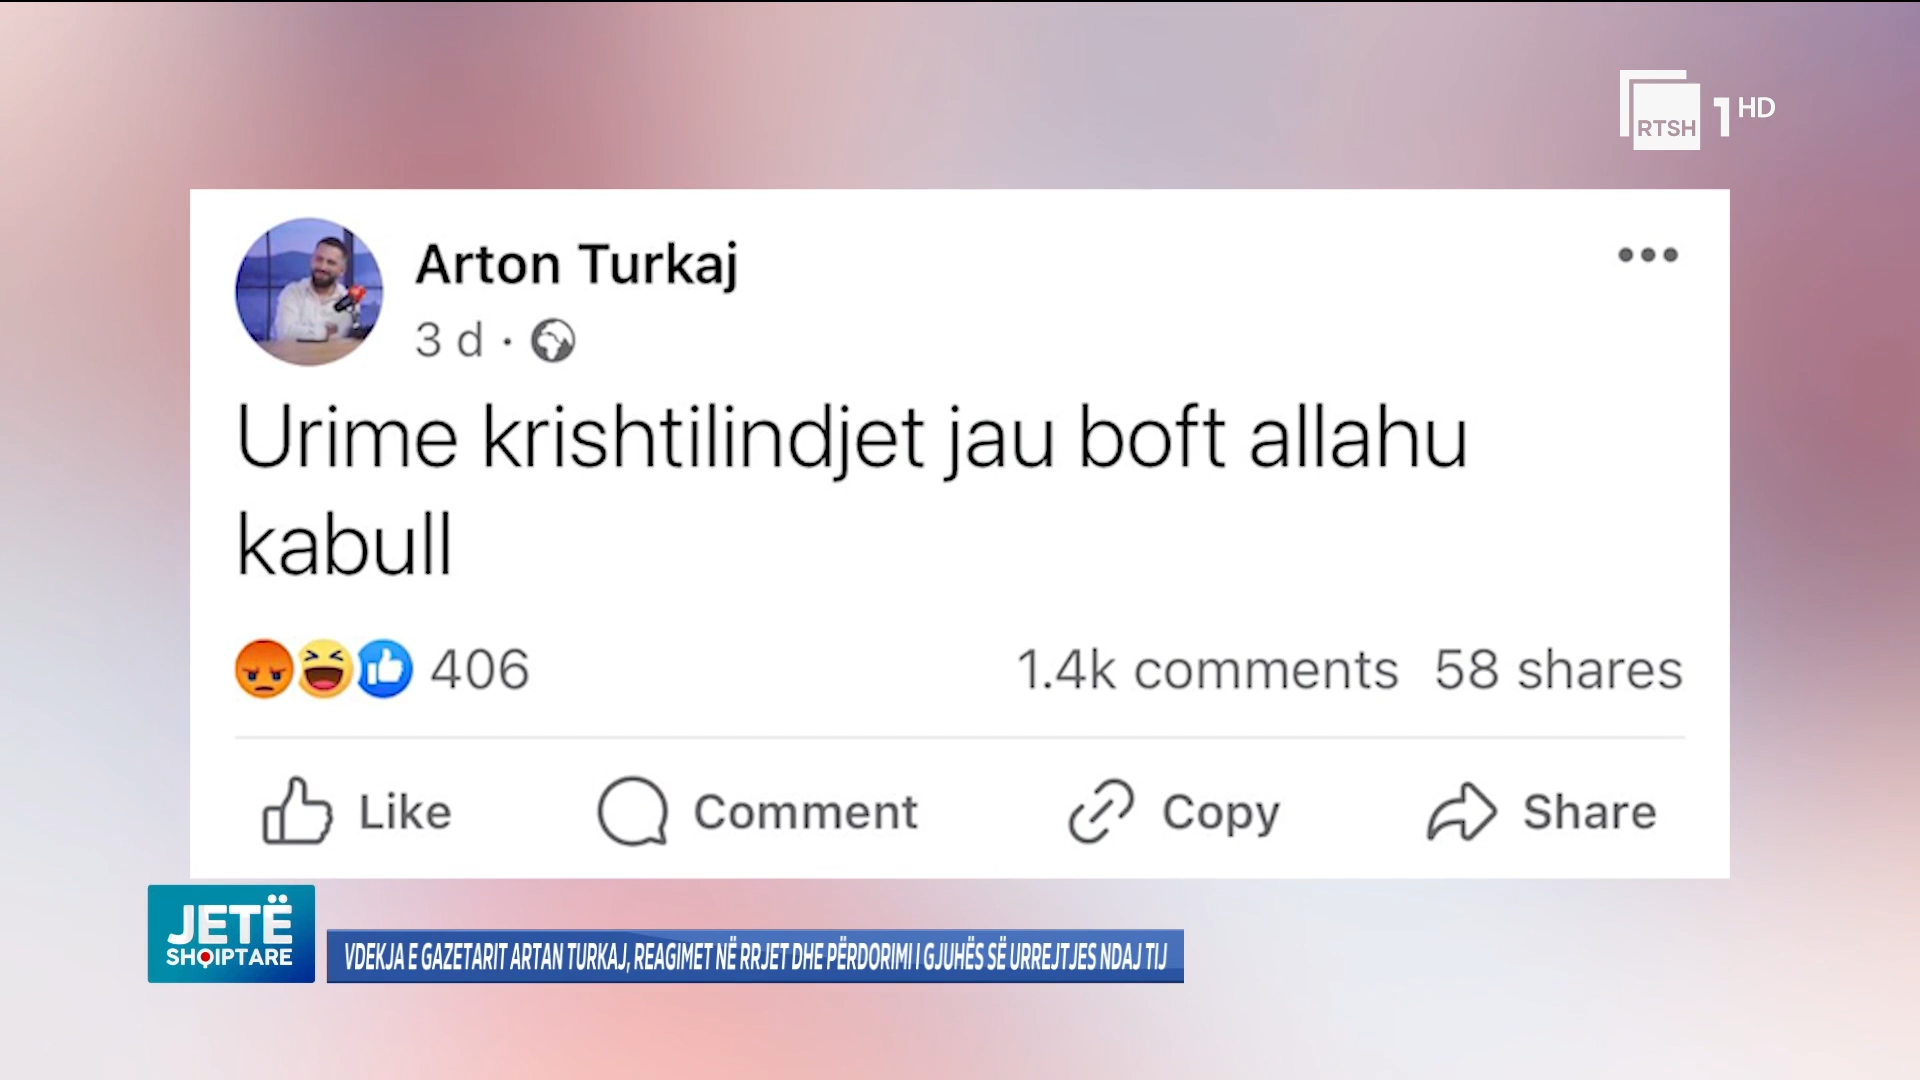 RTSH 1 HD
Arton Turkaj
3 d ·
Urime krishtilindjet jau boft allahu
kabull
406
1.4k comments 58 shares
Like Comment Copy Share
JETË
SHQIPTARE
VDEKJA E GAZETARIT ARTAN TURKAJ, REAGIMET NË RRJET DHE PËRDORIMI I GJUHËS SË URREJTJES NDAJ TIJ